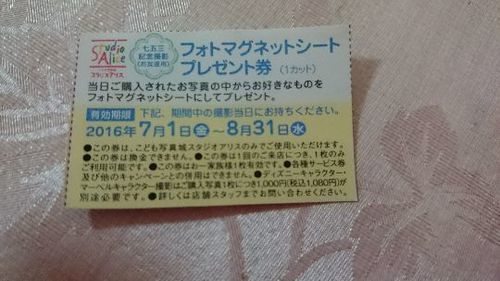 Studio Alice
スタジオアリス
七五三
記念撮影
(お友達用)
フォトマグネットシート
プレゼント券 (1カット)
当日ご購入されたお写真の中からお好きなものを
フォトマグネットシートにしてプレゼント。
有効期限 下記、期間中の撮影当日にお持ちください。
2016年7月1日金〜8月31日水
●この券は、こども写真城スタジオアリスのみでご使用いただけます。
●この券は換金できません。●この券は1回のご来店につき、1枚のみ
ご利用可能です。●この券はお一家族様1枚有効です。●各種サービス券
及び他のキャンペーンとの併用はできません。●ディズニーキャラクター・
マーベルキャラクター撮影はご購入写真1枚につき1,000円(税込1,080円)が
別途必要です。●詳しくは店舗スタッフまでお問い合わせください。